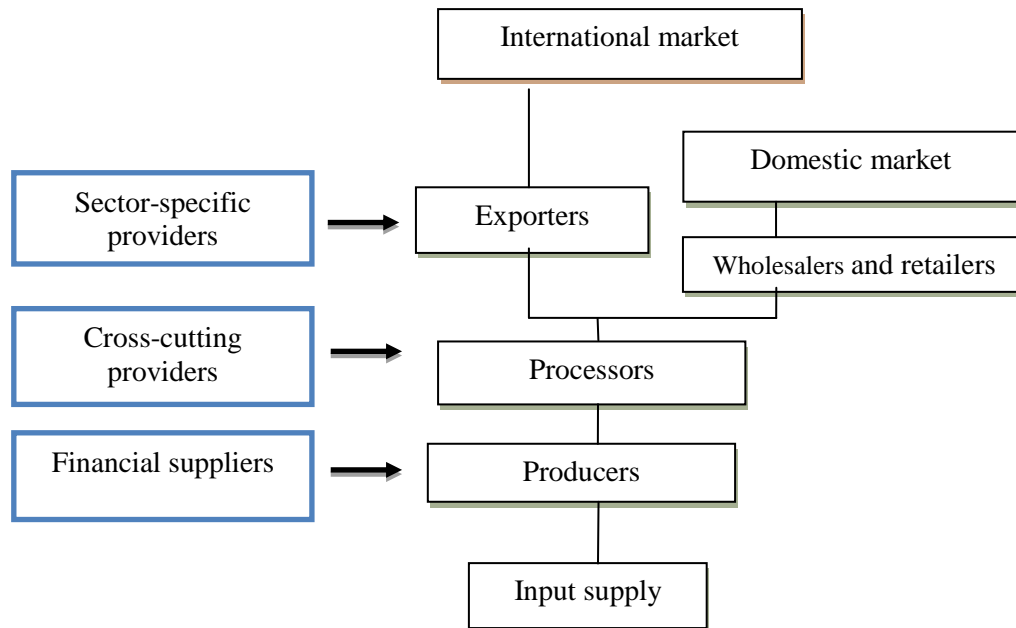 International market
Domestic market
Sector-specific
providers
Exporters
Wholesalers and retailers
Cross-cutting
providers
Processors
Financial suppliers
Producers
Input supply